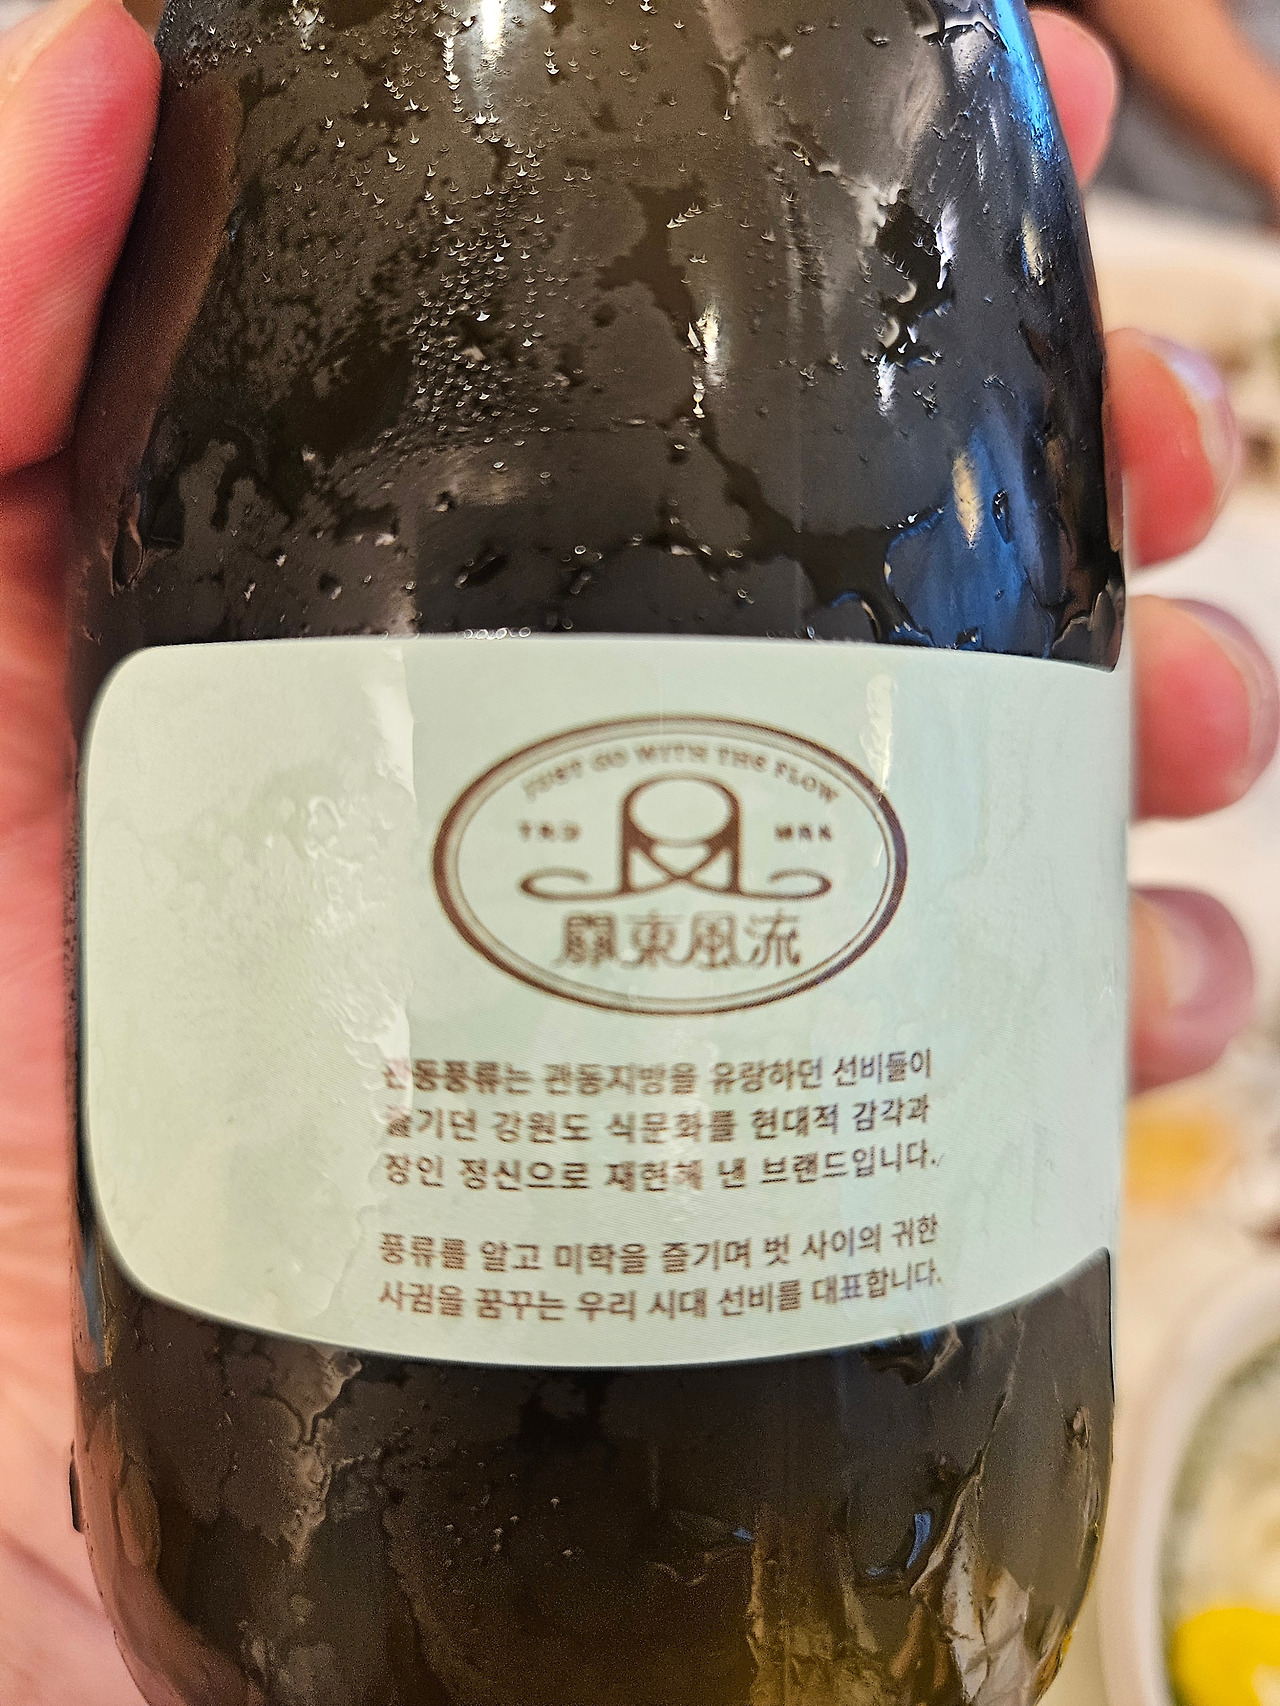 JUST GO WITH THE FLOW
TRD MRK
關東風流
관동풍류는 관동지방을 유랑하던 선비들이
즐기던 강원도 식문화를 현대적 감각과
장인 정신으로 재현해 낸 브랜드입니다.
풍류를 알고 미학을 즐기며 벗 사이의 귀한
사귐을 꿈꾸는 우리 시대 선비를 대표합니다.